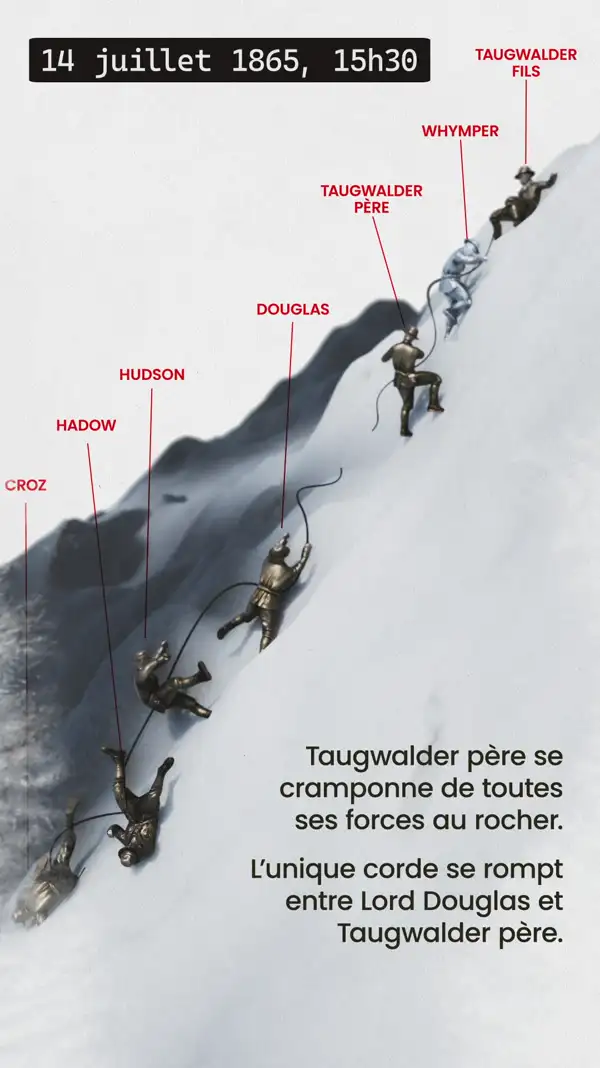 14 juillet 1865, 15h30
TAUGWALDER
FILS
WHYMPER
TAUGWALDER
PÈRE
DOUGLAS
HUDSON
HADOW
CROZ
Taugwalder père se
cramponne de toutes
ses forces au rocher.
L’unique corde se rompt
entre Lord Douglas et
Taugwalder père.